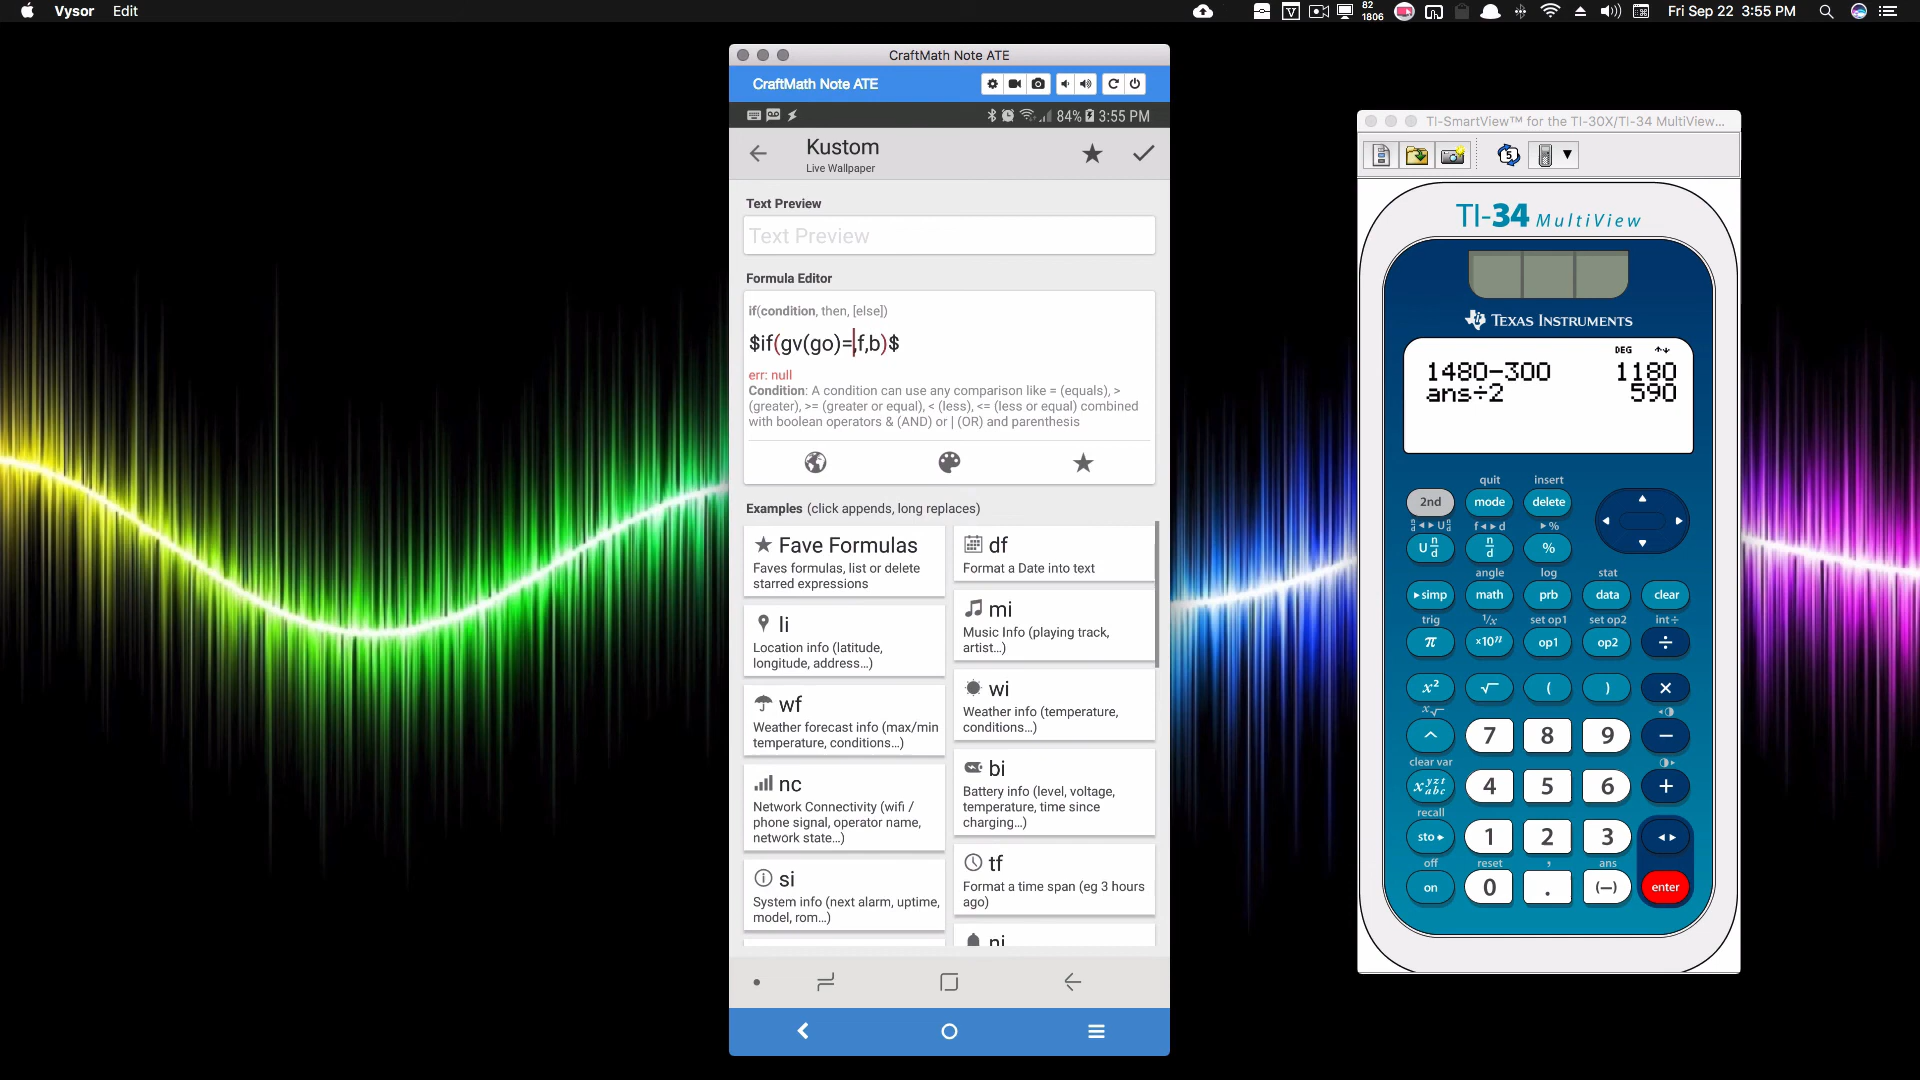 Vysor Edit
82
1806
Fri Sep 22 3:55 PM
CraftMath Note ATE
CraftMath Note ATE
84% 3:55 PM
Kustom
Live Wallpaper
Text Preview
Text Preview
Formula Editor
if(condition, then, [else])
$if(gv(go)=,f,b)$
err: null
Condition: A condition can use any comparison like = (equals), >
(greater), >= (greater or equal), < (less), <= (less or equal) combined
with boolean operators & (AND) or | (OR) and parenthesis
Examples (click appends, long replaces)
Fave Formulas
Faves formulas, list or delete
starred expressions
df
Format a Date into text
li
Location info (latitude,
longitude, address...)
mi
Music Info (playing track,
artist...)
wf
Weather forecast info (max/min
temperature, conditions...)
wi
Weather info (temperature,
conditions...)
nc
Network Connectivity (wifi /
phone signal, operator name,
network state...)
bi
Battery info (level, voltage,
temperature, time since
charging...)
si
System info (next alarm, uptime,
model, rom...)
tf
Format a time span (eg 3 hours
ago)
ni
TI-SmartView™ for the TI-30X/TI-34 MultiView...
5
TI-34 MultiView
TEXAS INSTRUMENTS
DEG
1480-300 1180
ans÷2 590
quit insert
2nd mode delete
n/d ◄► U n/d f◄►d ►%
U n/d n/d %
angle log stat
►simp math prb data clear
trig 1/x set op1 set op2 int÷
π ×10ⁿ op1 op2 ÷
x² √ ( ) ×
x√
^ 7 8 9 −
clear var
x yzt abc 4 5 6 +
recall
sto► 1 2 3 ◄►
off reset , ans
on 0 . (−) enter